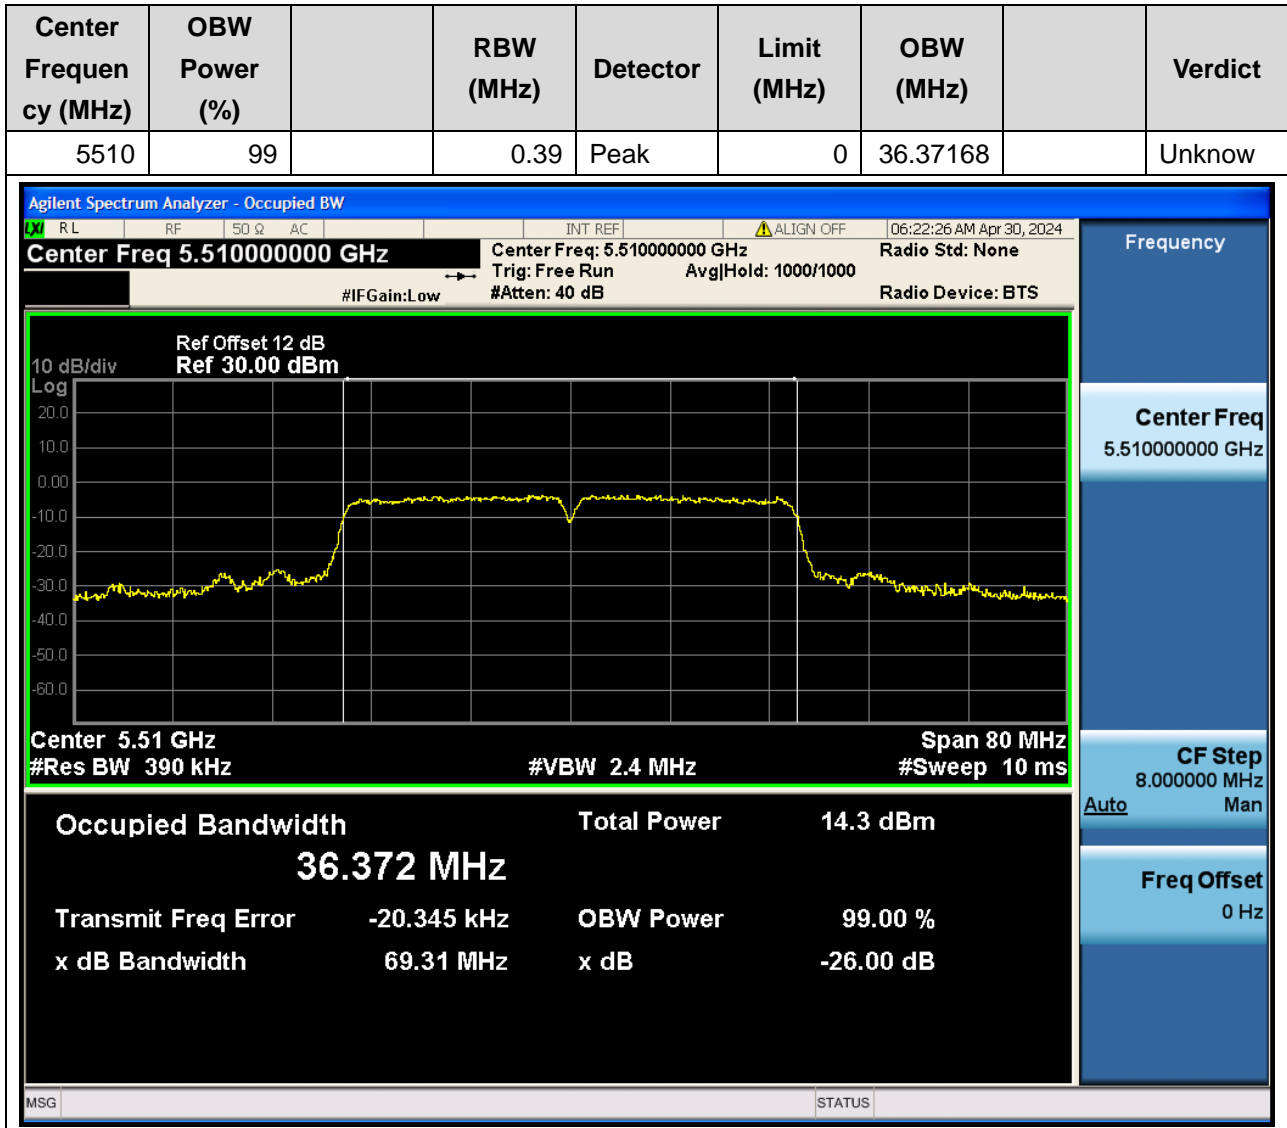 Center Frequency (MHz) OBW Power (%) RBW (MHz) Detector Limit (MHz) OBW (MHz) Verdict
5510 99 0.39 Peak 0 36.37168 Unknow
Agilent Spectrum Analyzer - Occupied BW
LXI RL RF 50 Ω AC INT REF ALIGN OFF 06:22:26 AM Apr 30, 2024
Center Freq 5.510000000 GHz
Center Freq: 5.510000000 GHz Radio Std: None
Trig: Free Run Avg|Hold: 1000/1000
#IFGain:Low #Atten: 40 dB Radio Device: BTS
Ref Offset 12 dB
10 dB/div Ref 30.00 dBm
Log
20.0
10.0
0.00
-10.0
-20.0
-30.0
-40.0
-50.0
-60.0
Center 5.51 GHz Span 80 MHz
#Res BW 390 kHz #VBW 2.4 MHz #Sweep 10 ms
Occupied Bandwidth Total Power 14.3 dBm
36.372 MHz
Transmit Freq Error -20.345 kHz OBW Power 99.00 %
x dB Bandwidth 69.31 MHz x dB -26.00 dB
Frequency
Center Freq
5.510000000 GHz
CF Step
8.000000 MHz
Auto Man
Freq Offset
0 Hz
MSG STATUS